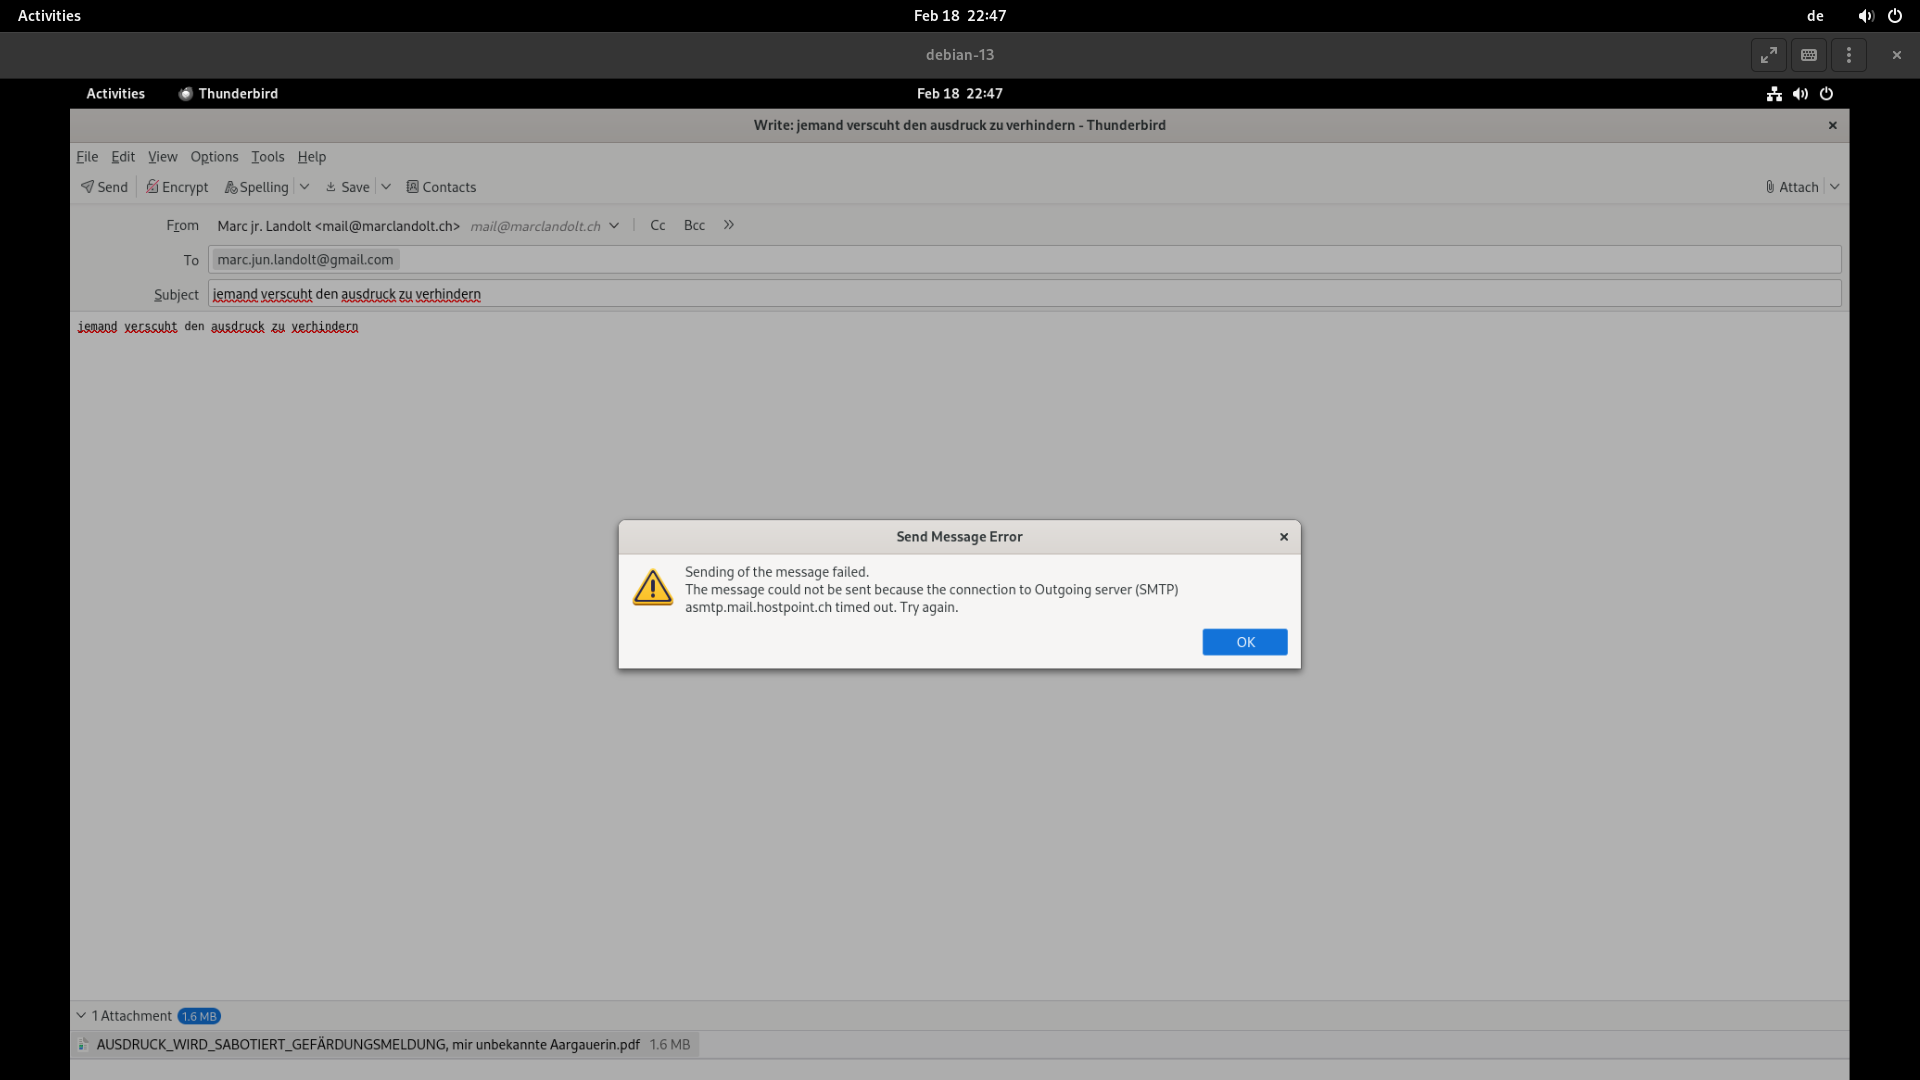 Activities
Feb 18 22:47
de
debian-13
Activities
Thunderbird
Feb 18 22:47
Write: jemand verscuht den ausdruck zu verhindern - Thunderbird
File Edit View Options Tools Help
Send Encrypt Spelling Save Contacts Attach
From Marc jr. Landolt <mail@marclandolt.ch> mail@marclandolt.ch Cc Bcc
To marc.jun.landolt@gmail.com
Subject jemand verscuht den ausdruck zu verhindern
jemand verscuht den ausdruck zu verhindern
Send Message Error
Sending of the message failed.
The message could not be sent because the connection to Outgoing server (SMTP)
asmtp.mail.hostpoint.ch timed out. Try again.
OK
1 Attachment 1.6 MB
AUSDRUCK_WIRD_SABOTIERT_GEFÄRDUNGSMELDUNG, mir unbekannte Aargauerin.pdf 1.6 MB